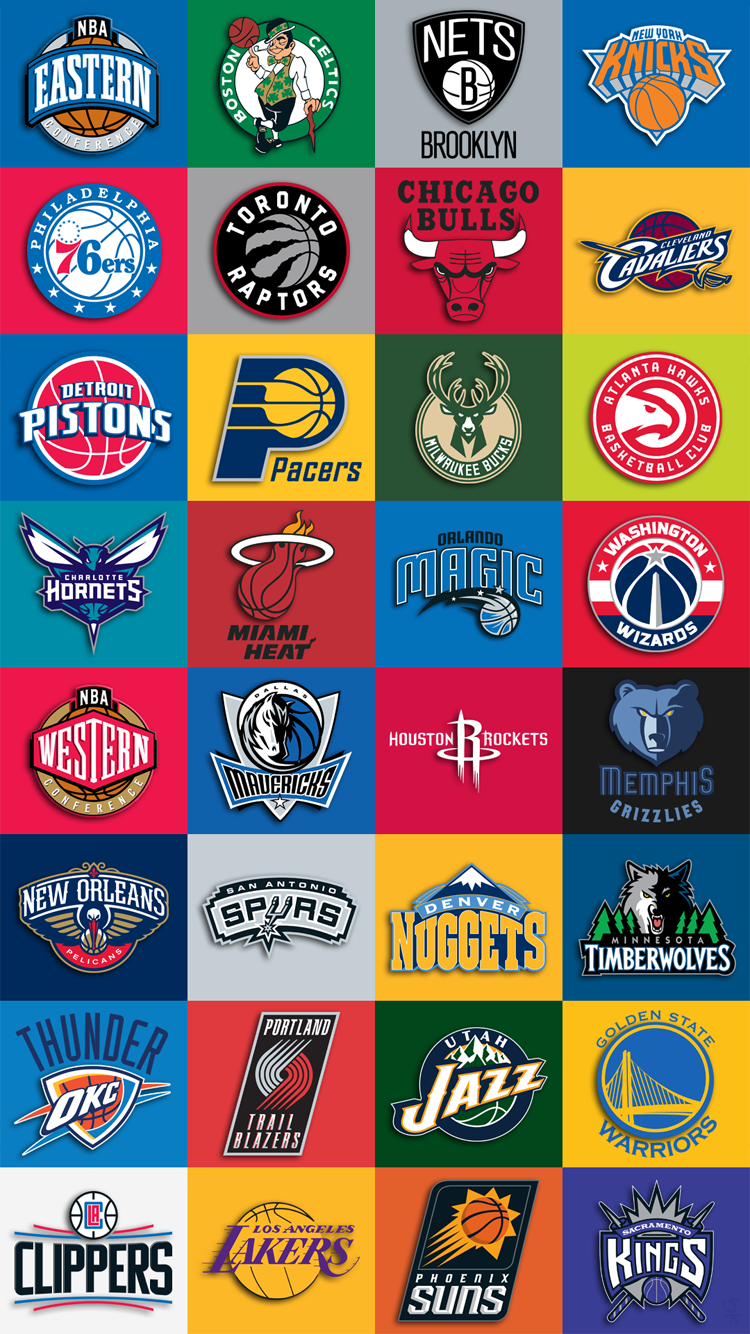 NBA
EASTERN
CONFERENCE
BOSTON CELTICS
NETS
B
BROOKLYN
NEW YORK
KNICKS
PHILADELPHIA
76ers
TORONTO
RAPTORS
CHICAGO
BULLS
CLEVELAND
CAVALIERS
DETROIT
PISTONS
P
Pacers
MILWAUKEE BUCKS
ATLANTA HAWKS
BASKETBALL CLUB
CHARLOTTE
HORNETS
MIAMI
HEAT
ORLANDO
MAGIC
WASHINGTON
WIZARDS
NBA
WESTERN
CONFERENCE
DALLAS
MAVERICKS
HOUSTON R ROCKETS
MEMPHIS
GRIZZLIES
NEW ORLEANS
PELICANS
SAN ANTONIO
SPURS
DENVER
NUGGETS
MINNESOTA
TIMBERWOLVES
THUNDER
OKC
PORTLAND
TRAIL
BLAZERS
UTAH
JAZZ
GOLDEN STATE
WARRIORS
LA
CLIPPERS
LOS ANGELES
LAKERS
PHOENIX
SUNS
SACRAMENTO
KINGS